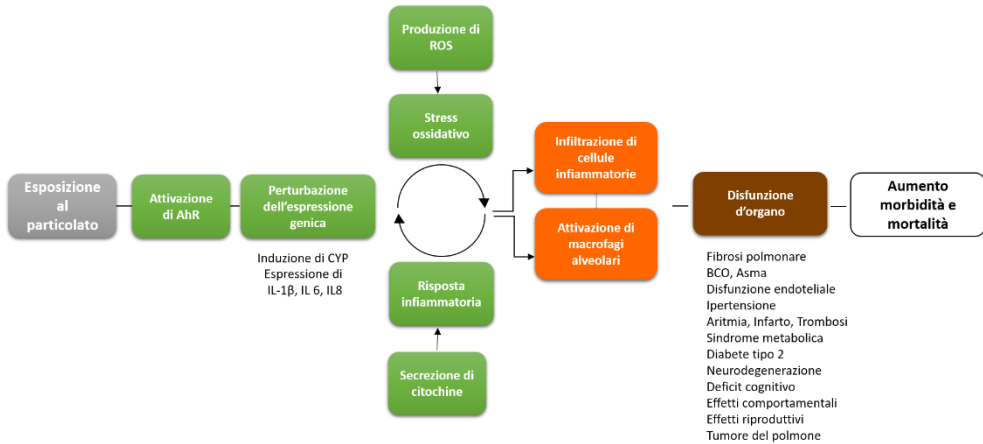 Esposizione
al
particolato
Attivazione
di AhR
Perturbazione
dell'espressione
genica
Induzione di CYP
Espressione di
IL-1β, IL 6, IL8
Produzione di
ROS
Stress
ossidativo
Risposta
infiammatoria
Secrezione di
citochine
Infiltrazione di
cellule
infiammatorie
Attivazione di
macrofagi
alveolari
Disfunzione
d'organo
Fibrosi polmonare
BCO, Asma
Disfunzione endoteliale
Ipertensione
Aritmia, Infarto, Trombosi
Sindrome metabolica
Diabete tipo 2
Neurodegenerazione
Deficit cognitivo
Effetti comportamentali
Effetti riproduttivi
Tumore del polmone
Aumento
morbidità e
mortalità